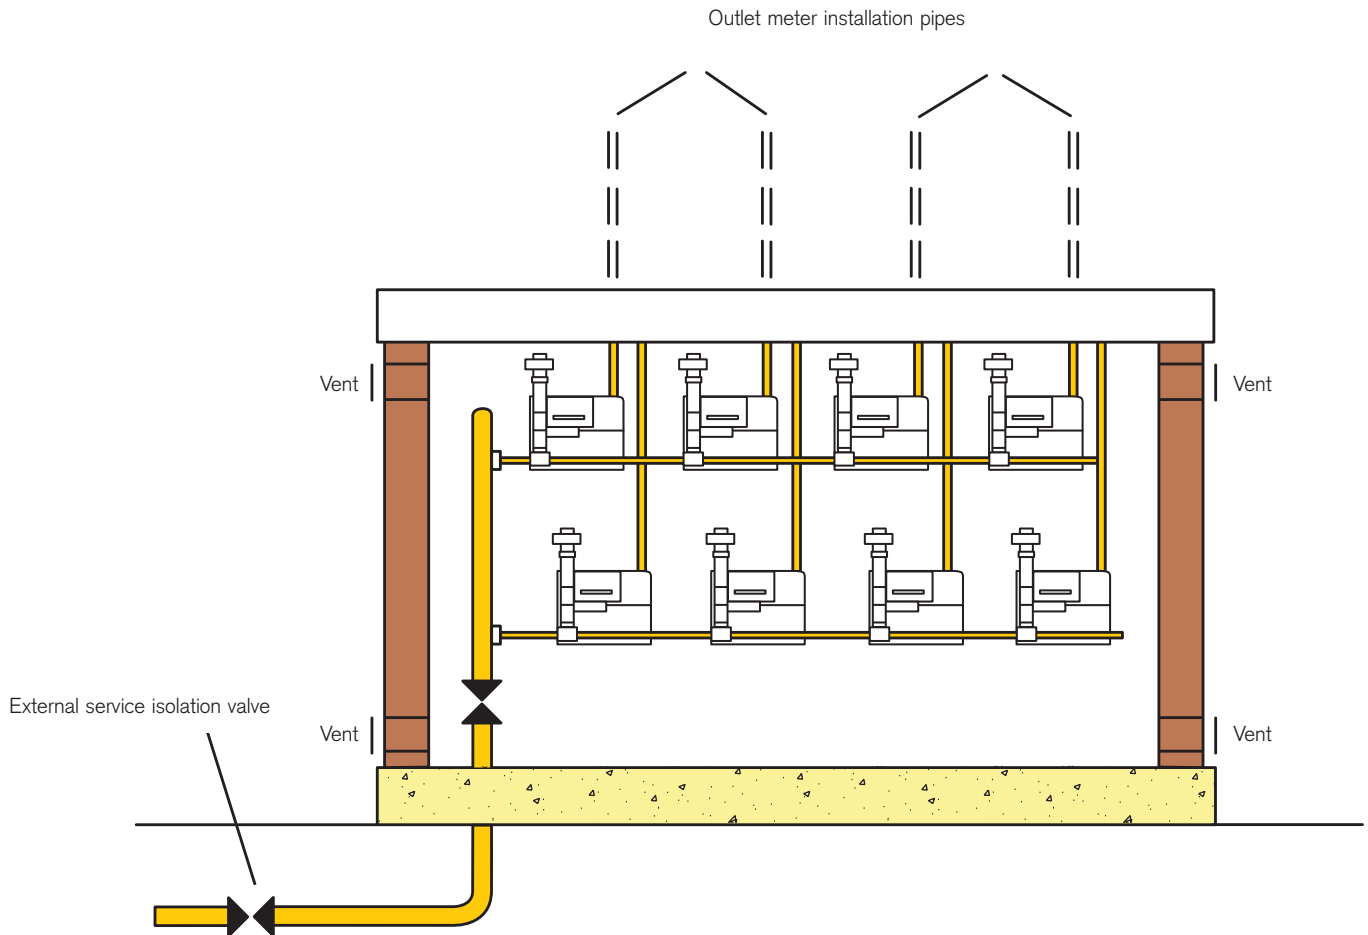 Outlet meter installation pipes
Vent
Vent
External service isolation valve
Vent
Vent